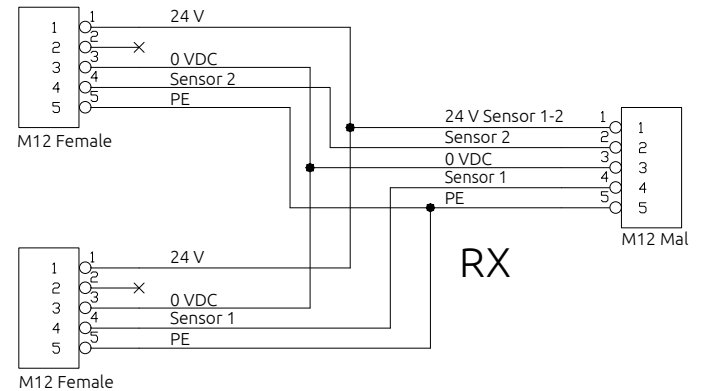 1 1 24 V
2 2
3 3 0 VDC
4 4 Sensor 2
5 5 PE
M12 Female
24 V Sensor 1-2 1 1
Sensor 2 2 2
0 VDC 3 3
Sensor 1 4 4
PE 5 5
M12 Mal
RX
1 1 24 V
2 2
3 3 0 VDC
4 4 Sensor 1
5 5 PE
M12 Female